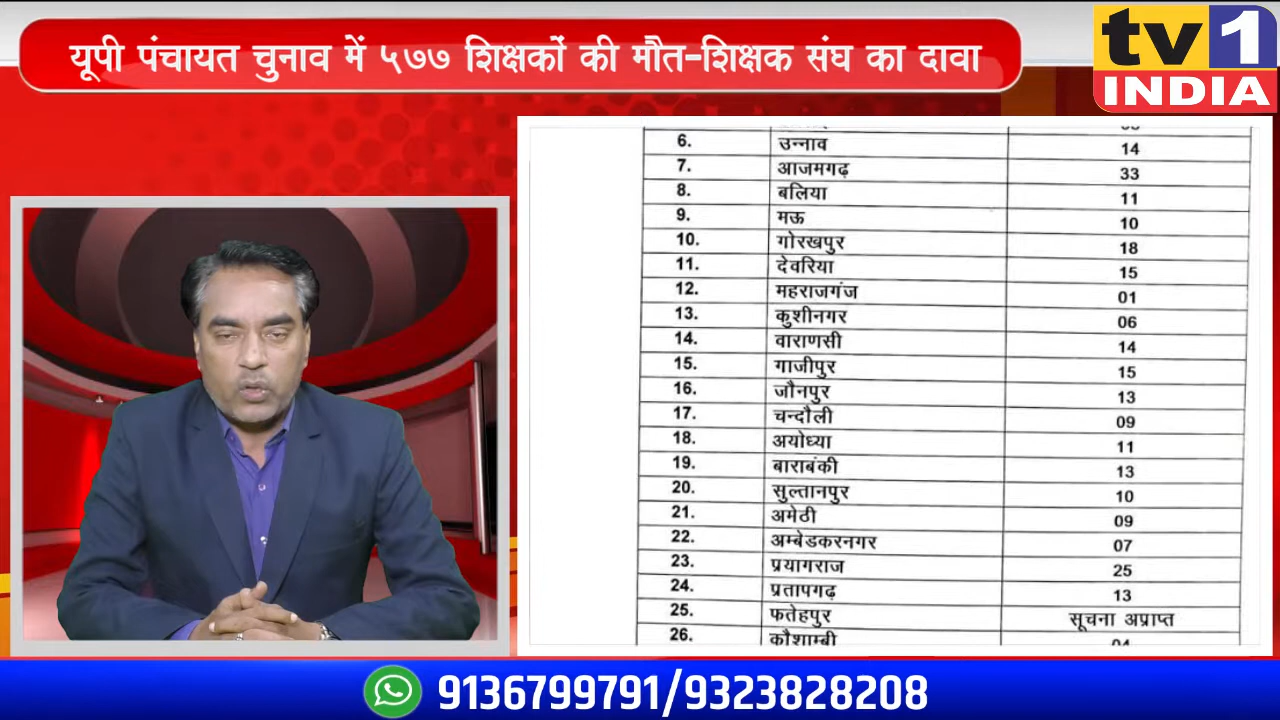 यूपी पंचायत चुनाव में ५७७ शिक्षकों की मौत-शिक्षक संघ का दावा
tv1
INDIA
6. उन्नाव 14
7. आजमगढ़ 33
8. बलिया 11
9. मऊ 10
10. गोरखपुर 18
11. देवरिया 15
12. महराजगंज 01
13. कुशीनगर 06
14. वाराणसी 14
15. गाजीपुर 15
16. जौनपुर 13
17. चन्दौली 09
18. अयोध्या 11
19. बाराबंकी 13
20. सुल्तानपुर 10
21. अमेठी 09
22. अम्बेडकरनगर 07
23. प्रयागराज 25
24. प्रतापगढ़ 13
25. फतेहपुर सूचना अप्राप्त
26. कौशाम्बी
9136799791/9323828208